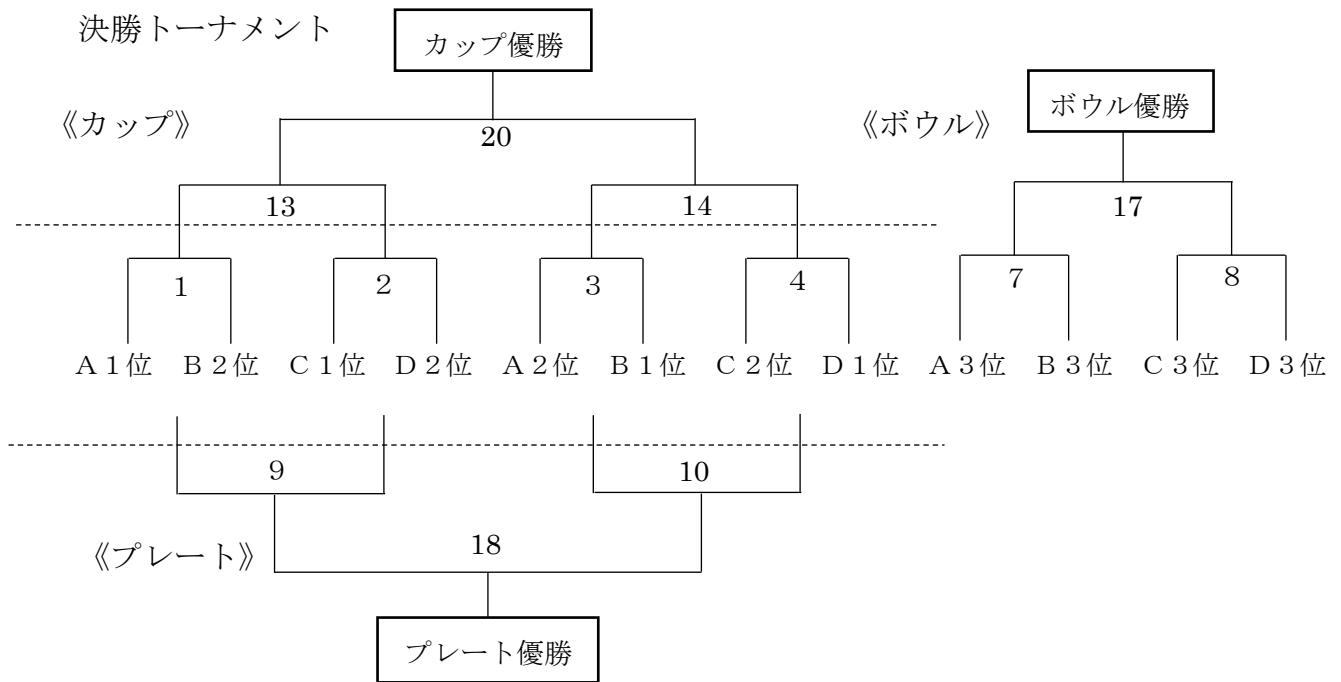 決勝トーナメント
カップ優勝
《カップ》
20
13
14
1
2
3
4
A1位 B2位 C1位 D2位 A2位 B1位 C2位 D1位
9
10
《プレート》
18
プレート優勝
《ボウル》
ボウル優勝
17
7
8
A3位 B3位 C3位 D3位